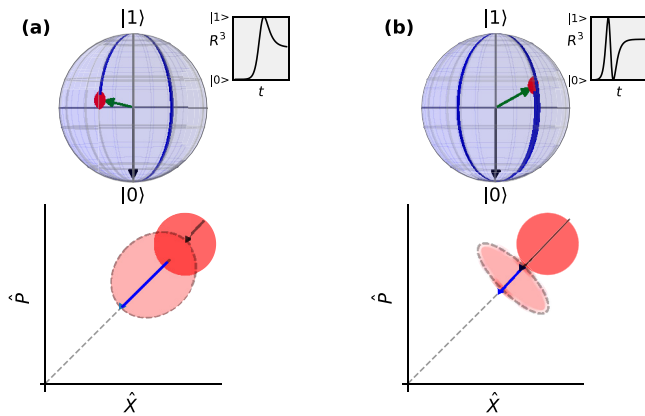 (a)
|1⟩
|1>
R³
|0>
t
|0⟩
P̂
X̂
(b)
|1⟩
|1>
R³
|0>
t
|0⟩
P̂
X̂